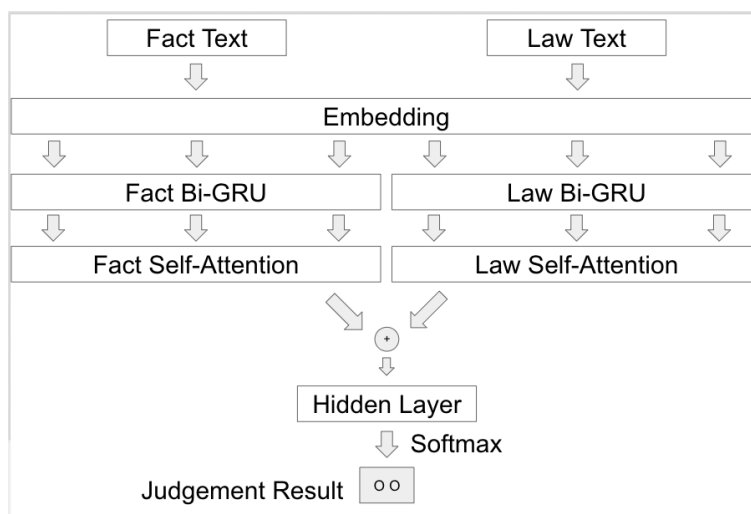 Fact Text
Law Text
Embedding
Fact Bi-GRU
Law Bi-GRU
Fact Self-Attention
Law Self-Attention
+
Hidden Layer
Softmax
Judgement Result
O O